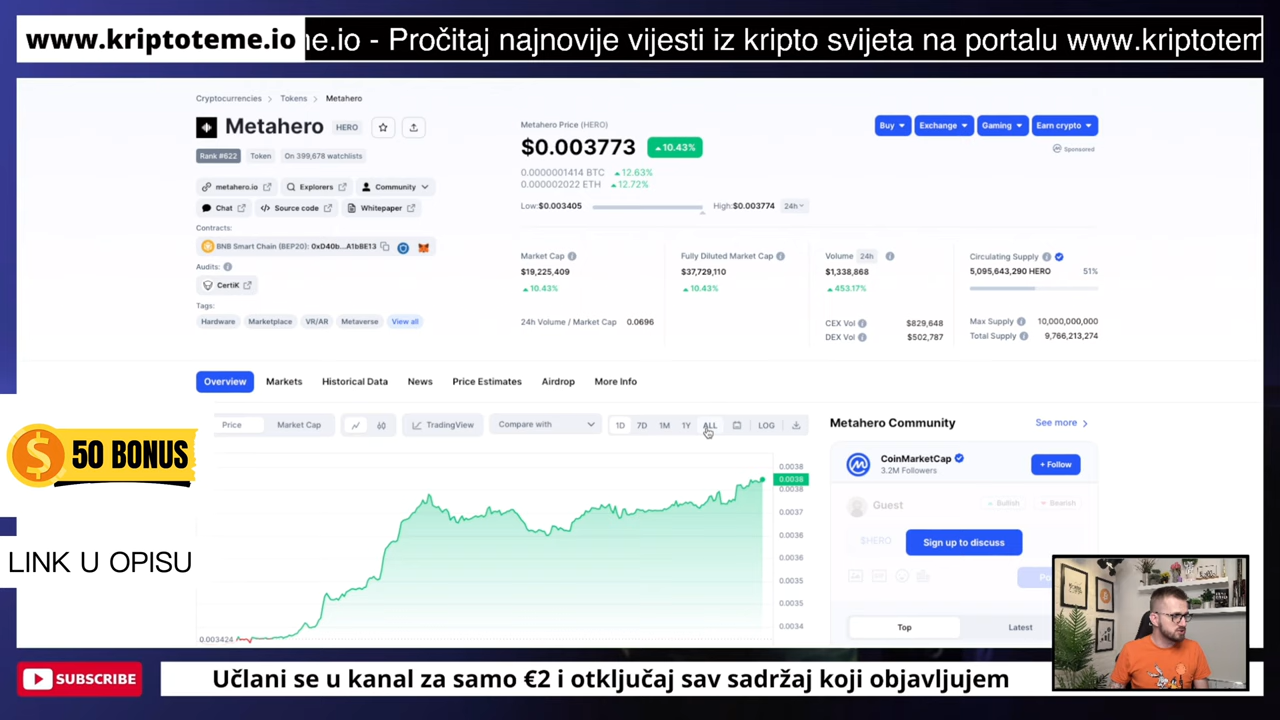 www.kriptoteme.io
ne.io - Pročitaj najnovije vijesti iz kripto svijeta na portalu www.kriptotem
Cryptocurrencies > Tokens > Metahero
Metahero HERO
Rank #622 Token On 399,678 watchlists
metahero.io Explorers Community
Chat Source code Whitepaper
Contracts:
BNB Smart Chain (BEP20): 0xD40b...A1bBE13
Audits:
CertiK
Tags:
Hardware Marketplace VR/AR Metaverse View all
Metahero Price (HERO)
$0.003773 10.43%
0.0000001414 BTC 12.63%
0.000002022 ETH 12.72%
Low: $0.003405 High: $0.003774 24h
Buy Exchange Gaming Earn crypto
Sponsored
Market Cap
$19,225,409
10.43%
24h Volume / Market Cap 0.0696
Fully Diluted Market Cap
$37,729,110
10.43%
Volume 24h
$1,338,868
453.17%
CEX Vol $829,648
DEX Vol $502,787
Circulating Supply
5,095,643,290 HERO 51%
Max Supply 10,000,000,000
Total Supply 9,766,213,274
Overview Markets Historical Data News Price Estimates Airdrop More Info
Price Market Cap TradingView Compare with 1D 7D 1M 1Y ALL LOG
0.0038
0.0038
0.0038
0.0037
0.0036
0.0036
0.0035
0.0035
0.0034
0.003424
Metahero Community See more
CoinMarketCap
3.2M Followers
+ Follow
Guest Bullish Bearish
$HERO
Sign up to discuss
Po
Top Latest
50 BONUS
LINK U OPISU
SUBSCRIBE
Učlani se u kanal za samo €2 i otključaj sav sadržaj koji objavljujem